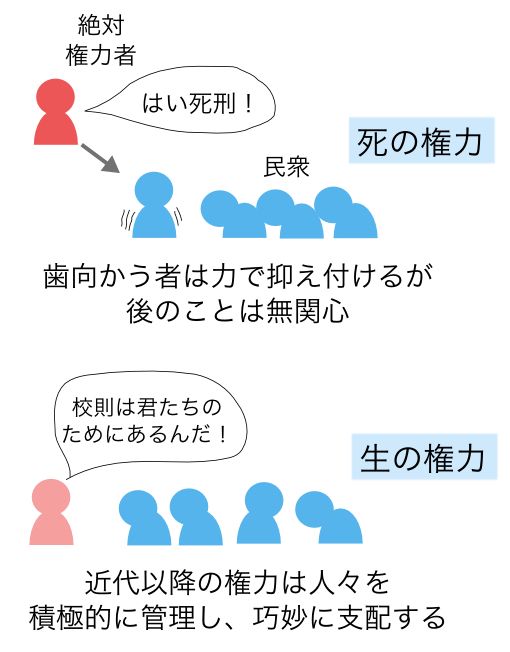 絶対
権力者
はい死刑！
死の権力
民衆
歯向かう者は力で抑え付けるが
後のことは無関心
校則は君たちの
ためにあるんだ！
生の権力
近代以降の権力は人々を
積極的に管理し、巧妙に支配する